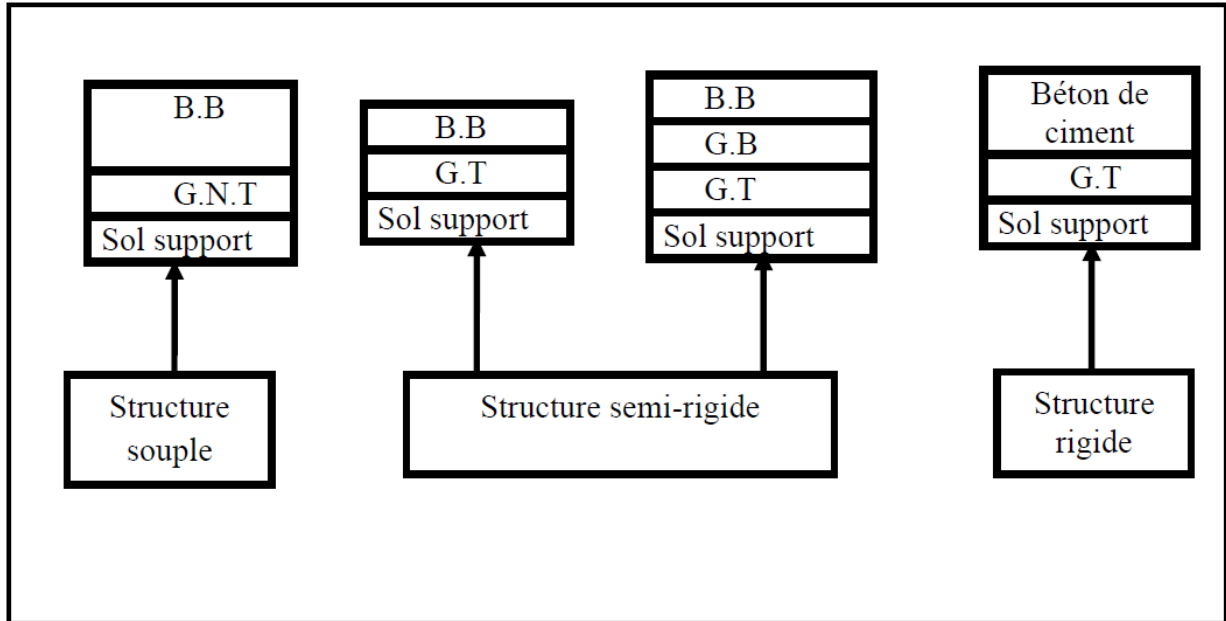 B.B
G.N.T
Sol support
B.B
G.T
Sol support
B.B
G.B
G.T
Sol support
Béton de
ciment
G.T
Sol support
Structure
souple
Structure semi-rigide
Structure
rigide